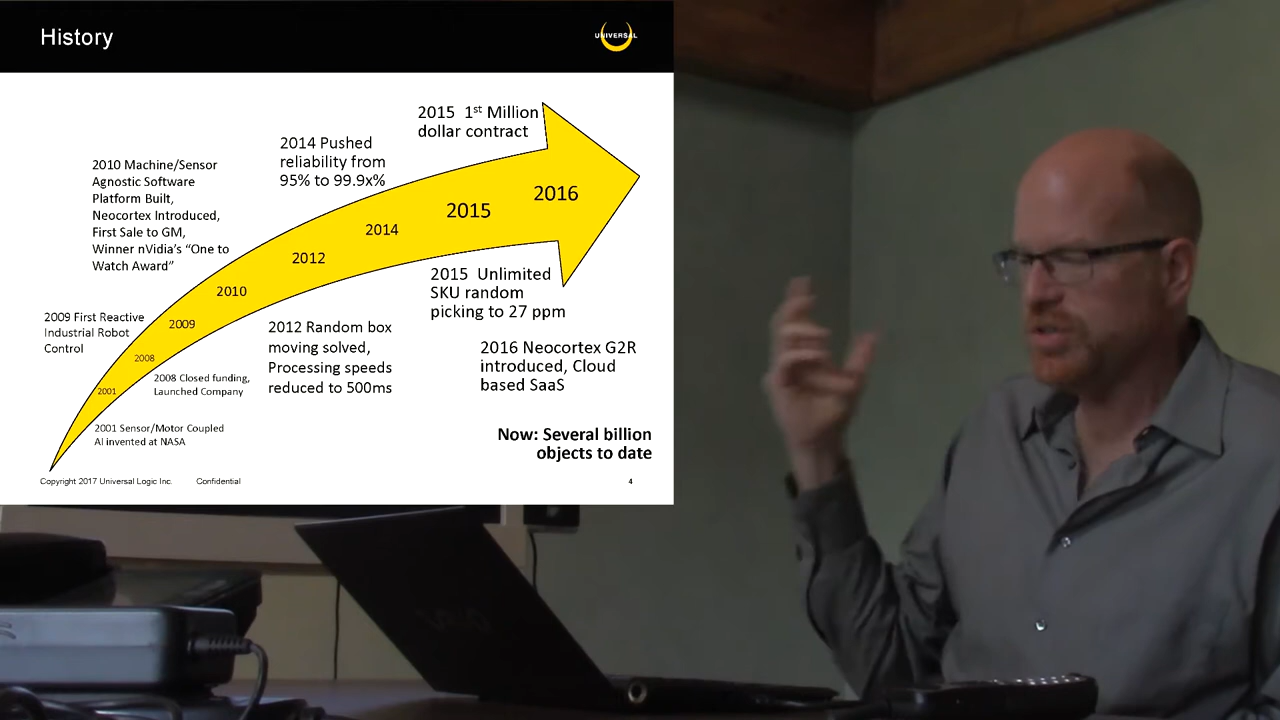 History
UNIVERSAL
2015 1st Million
dollar contract
2014 Pushed
reliability from
95% to 99.9x%
2010 Machine/Sensor
Agnostic Software
Platform Built,
Neocortex Introduced,
First Sale to GM,
Winner nVidia’s “One to
Watch Award”
2016
2015
2014
2012
2010
2009
2008
2001
2009 First Reactive
Industrial Robot
Control
2015 Unlimited
SKU random
picking to 27 ppm
2012 Random box
moving solved,
Processing speeds
reduced to 500ms
2016 Neocortex G2R
introduced, Cloud
based SaaS
2008 Closed funding,
Launched Company
2001 Sensor/Motor Coupled
AI invented at NASA
Now: Several billion
objects to date
Copyright 2017 Universal Logic Inc. Confidential
4